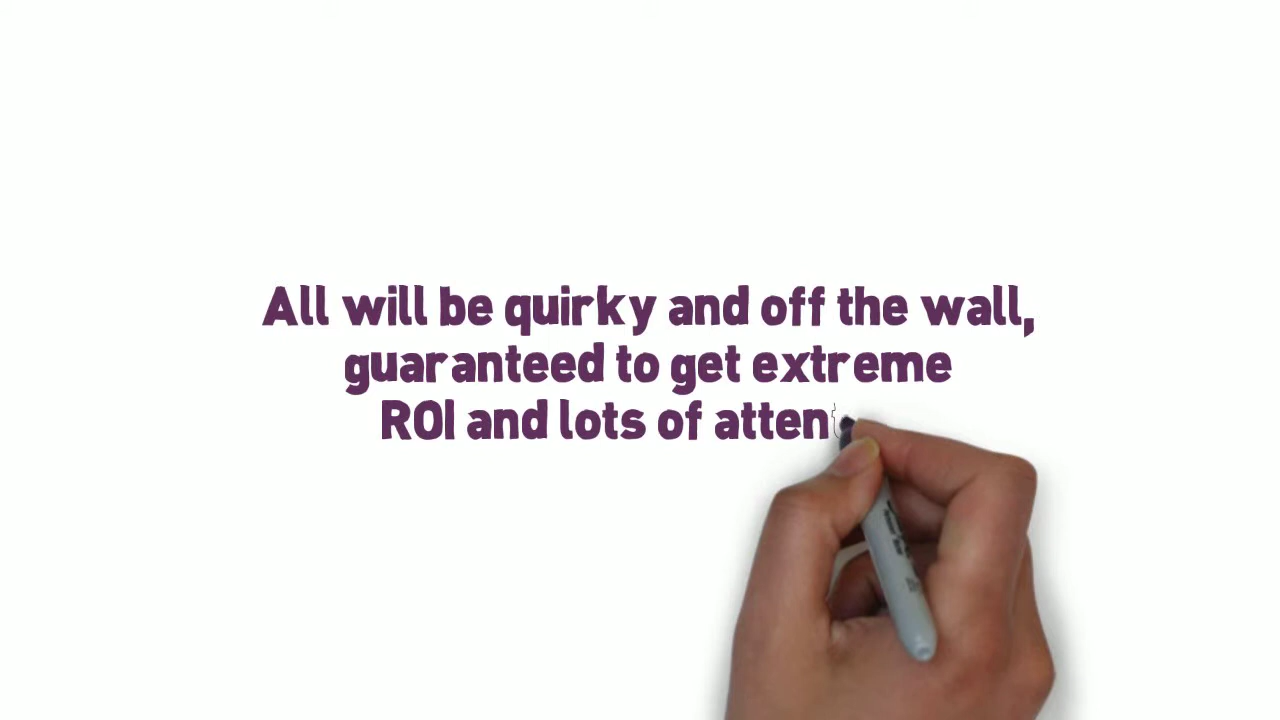 All will be quirky and off the wall,
guaranteed to get extreme
ROI and lots of atten